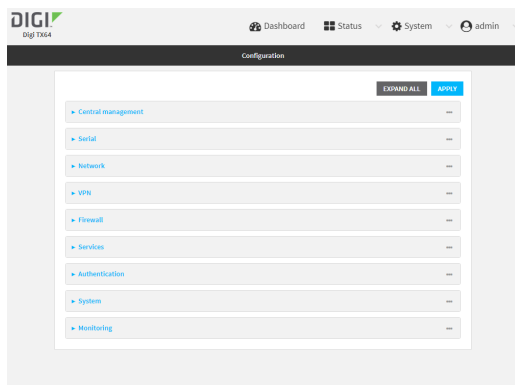 DIGI
Digi TX64
Dashboard Status System admin
Configuration
EXPAND ALL APPLY
Central management
Serial
Network
VPN
Firewall
Services
Authentication
System
Monitoring